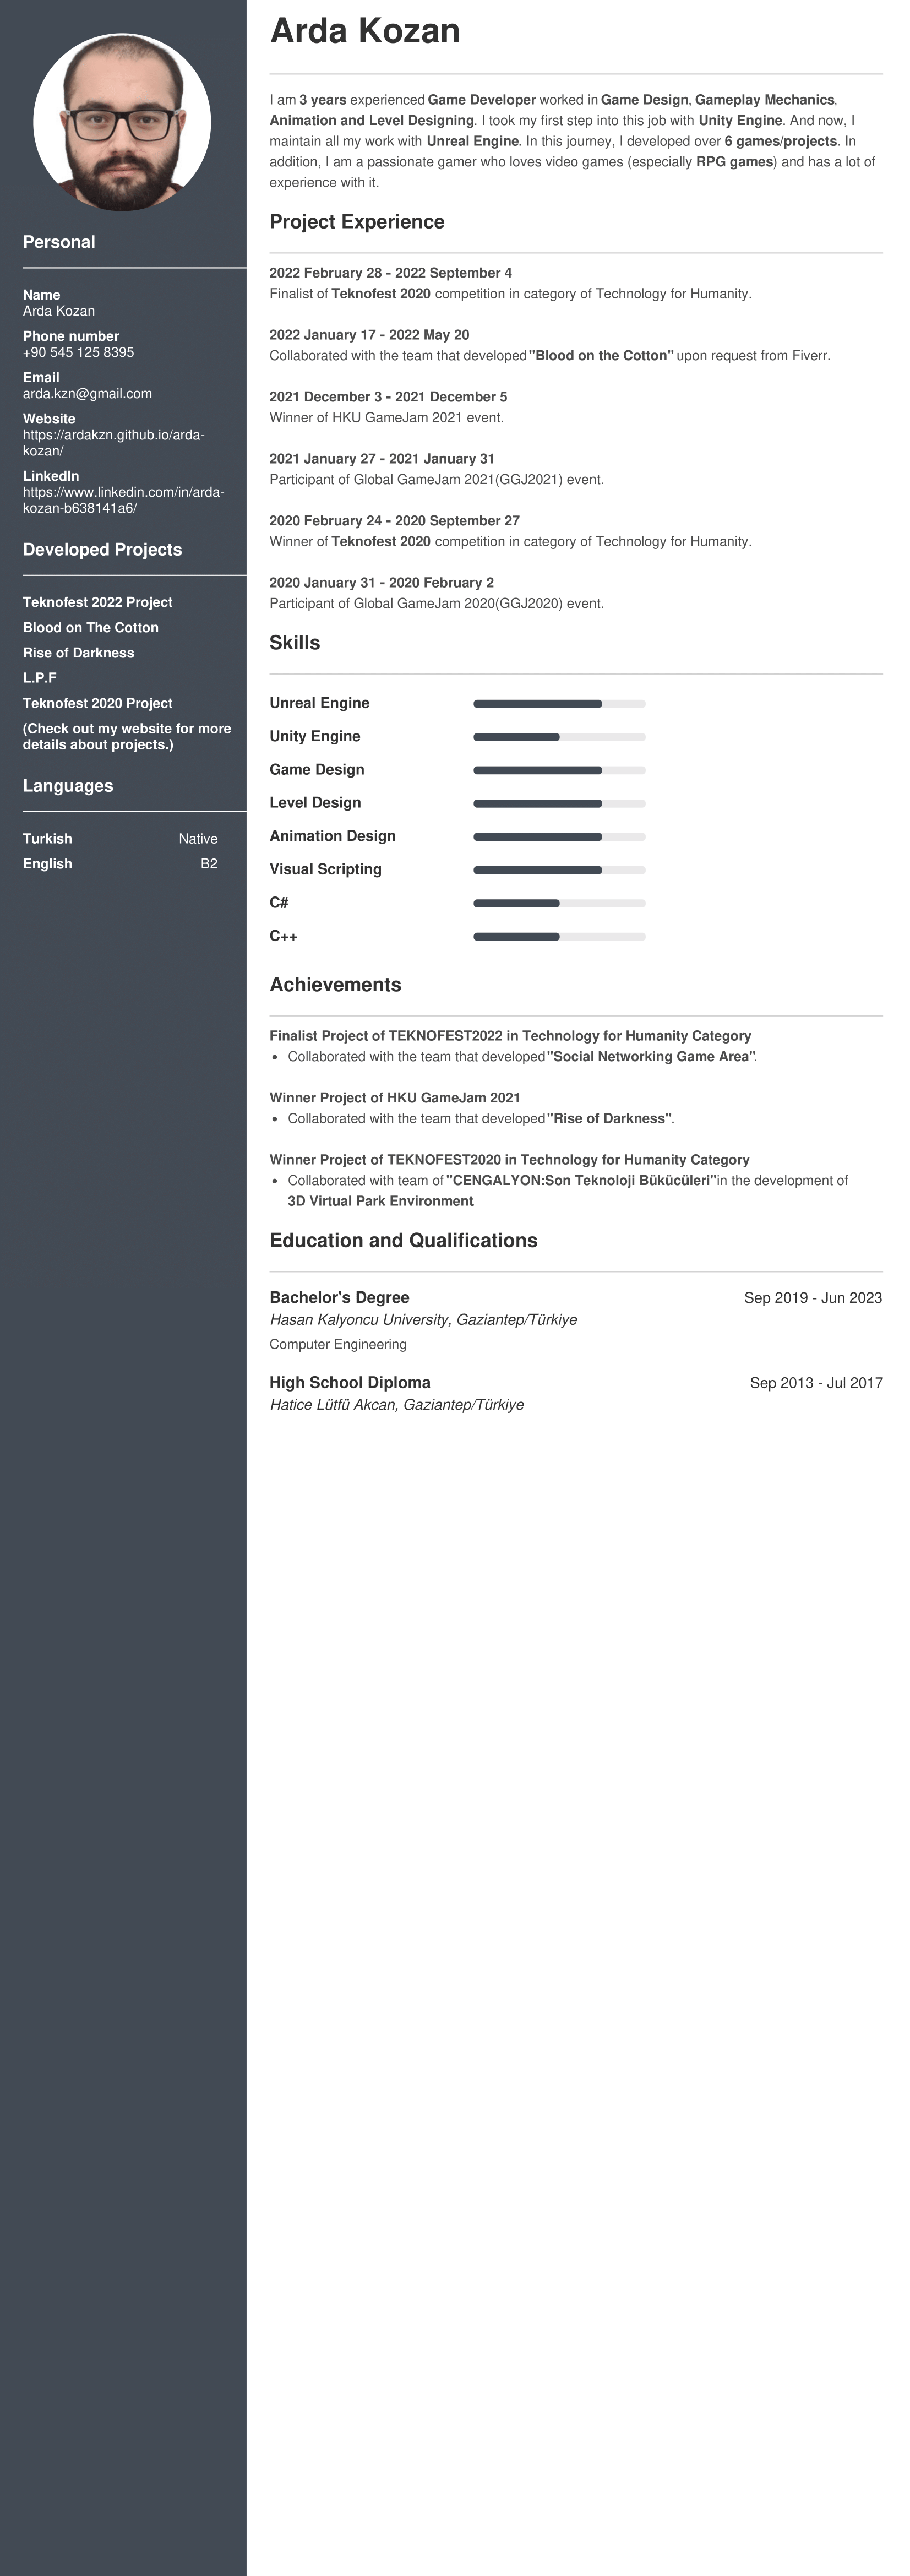 Arda Kozan
I am 3 years experienced Game Developer worked in Game Design, Gameplay Mechanics,
Animation and Level Designing. I took my first step into this job with Unity Engine. And now, I
maintain all my work with Unreal Engine. In this journey, I developed over 6 games/projects. In
addition, I am a passionate gamer who loves video games (especially RPG games) and has a lot of
experience with it.
Project Experience
2022 February 28 - 2022 September 4
Finalist of Teknofest 2020 competition in category of Technology for Humanity.
2022 January 17 - 2022 May 20
Collaborated with the team that developed "Blood on the Cotton" upon request from Fiverr.
2021 December 3 - 2021 December 5
Winner of HKU GameJam 2021 event.
2021 January 27 - 2021 January 31
Participant of Global GameJam 2021(GGJ2021) event.
2020 February 24 - 2020 September 27
Winner of Teknofest 2020 competition in category of Technology for Humanity.
2020 January 31 - 2020 February 2
Participant of Global GameJam 2020(GGJ2020) event.
Skills
Unreal Engine
Unity Engine
Game Design
Level Design
Animation Design
Visual Scripting
C#
C++
Achievements
Finalist Project of TEKNOFEST2022 in Technology for Humanity Category
• Collaborated with the team that developed "Social Networking Game Area".
Winner Project of HKU GameJam 2021
• Collaborated with the team that developed "Rise of Darkness".
Winner Project of TEKNOFEST2020 in Technology for Humanity Category
• Collaborated with team of "CENGALYON:Son Teknoloji Bükücüleri"in the development of
3D Virtual Park Environment
Education and Qualifications
Bachelor's Degree Sep 2019 - Jun 2023
Hasan Kalyoncu University, Gaziantep/Türkiye
Computer Engineering
High School Diploma Sep 2013 - Jul 2017
Hatice Lütfü Akcan, Gaziantep/Türkiye
Personal
Name
Arda Kozan
Phone number
+90 545 125 8395
Email
arda.kzn@gmail.com
Website
https://ardakzn.github.io/arda-
kozan/
LinkedIn
https://www.linkedin.com/in/arda-
kozan-b638141a6/
Developed Projects
Teknofest 2022 Project
Blood on The Cotton
Rise of Darkness
L.P.F
Teknofest 2020 Project
(Check out my website for more
details about projects.)
Languages
Turkish Native
English B2